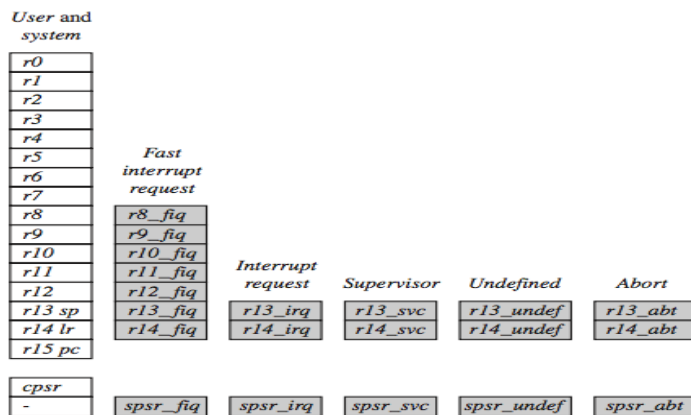 User and
system
r0
r1
r2
r3
r4
r5
r6
r7
r8
r9
r10
r11
r12
r13 sp
r14 lr
r15 pc
cpsr
-
Fast
interrupt
request
r8_fiq
r9_fiq
r10_fiq
r11_fiq
r12_fiq
r13_fiq
r14_fiq
spsr_fiq
Interrupt
request
r13_irq
r14_irq
spsr_irq
Supervisor
r13_svc
r14_svc
spsr_svc
Undefined
r13_undef
r14_undef
spsr_undef
Abort
r13_abt
r14_abt
spsr_abt